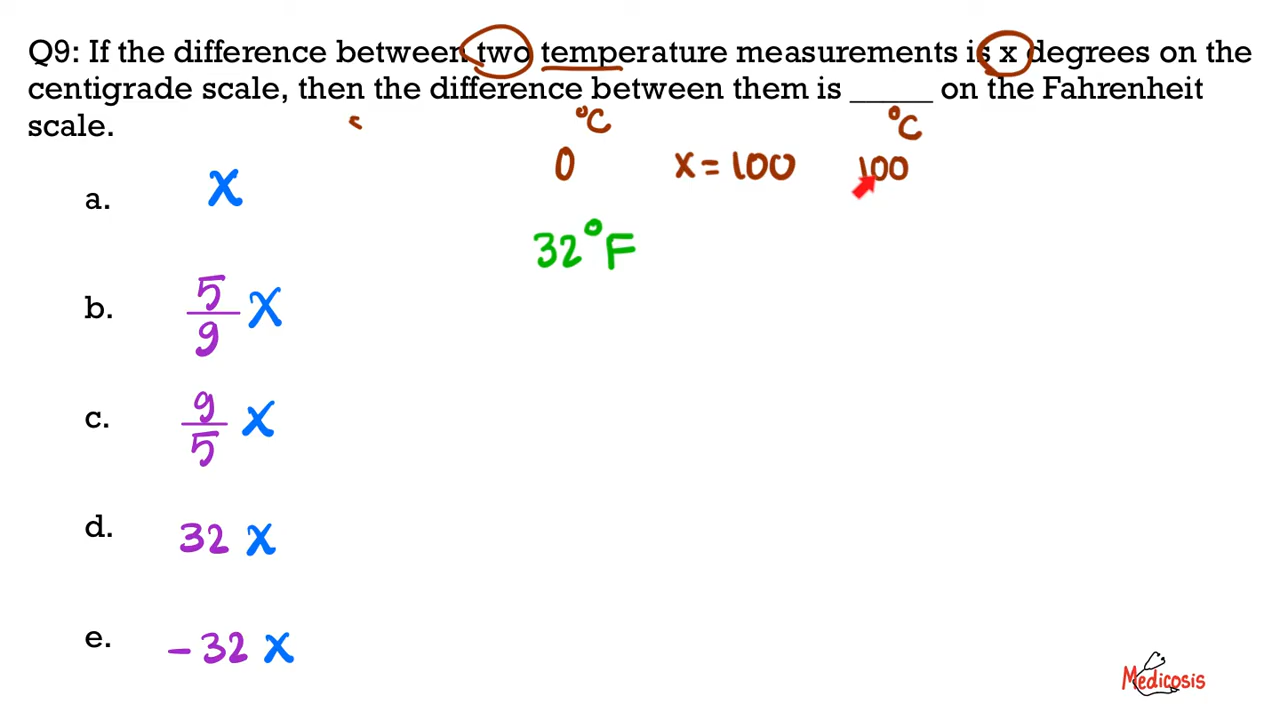 Q9: If the difference between two temperature measurements is x degrees on the
centigrade scale, then the difference between them is _____ on the Fahrenheit
scale.
°C °C
0 x = 100 100
32°F
a. x
b. 5/9 x
c. 9/5 x
d. 32 x
e. -32 x
Medicosis